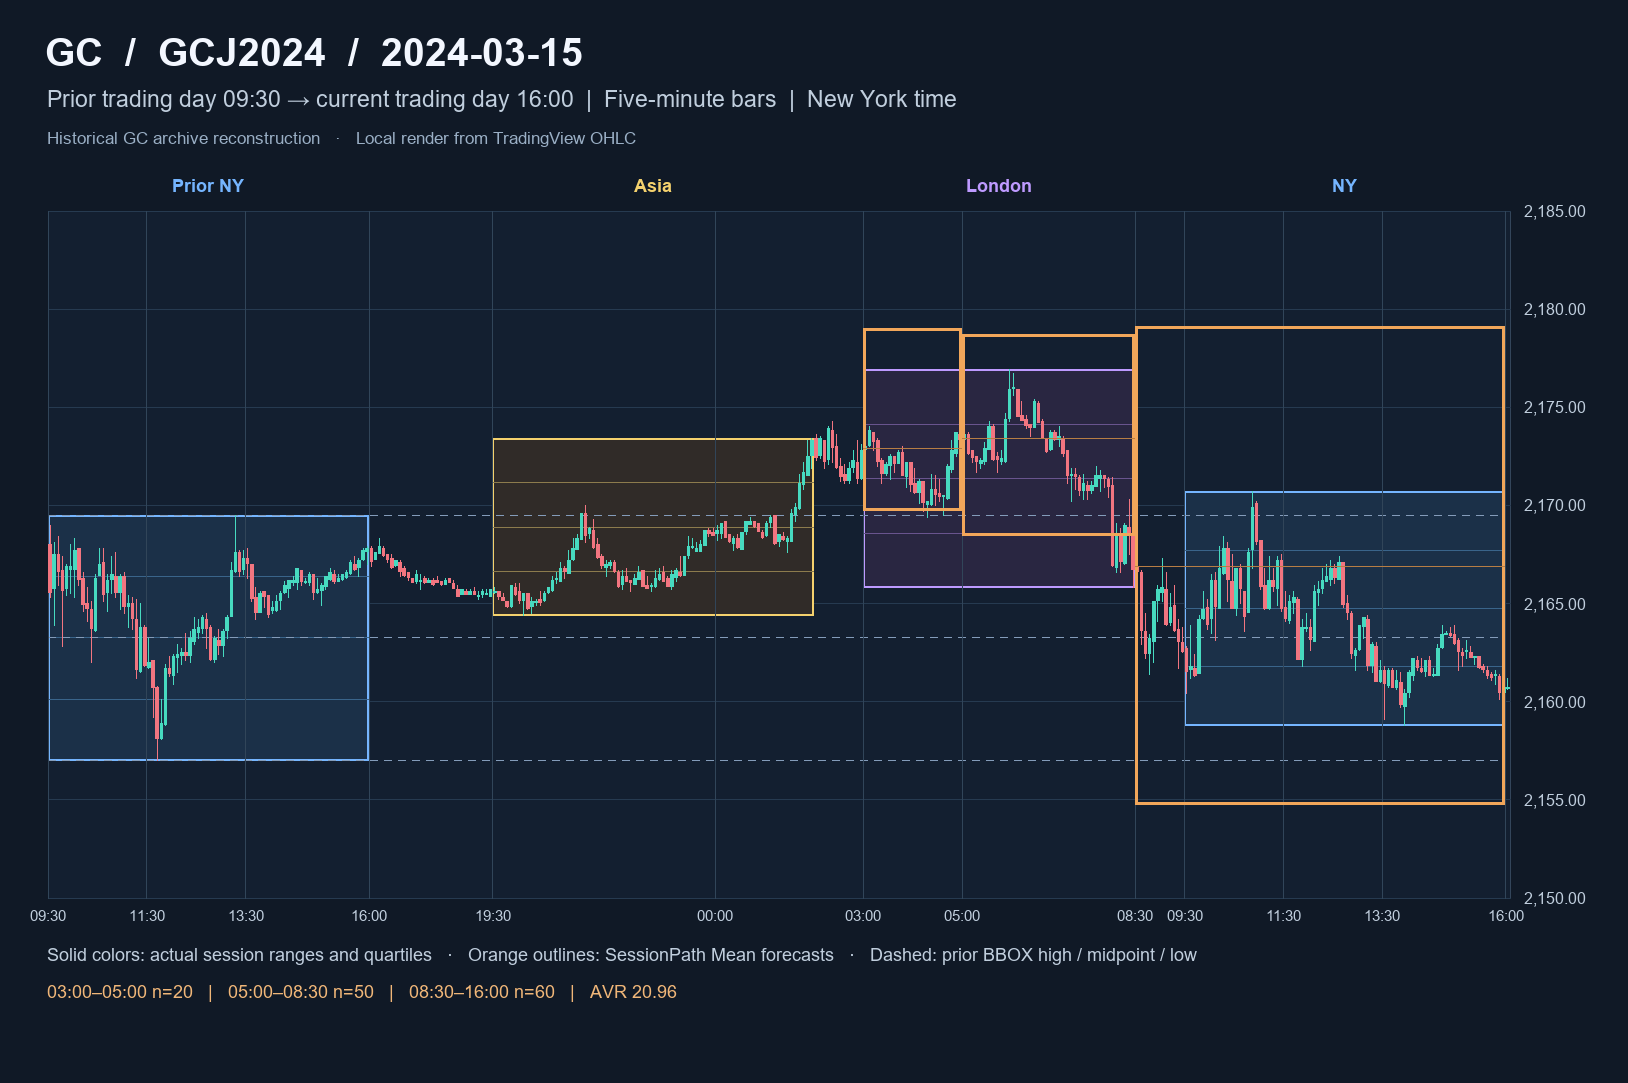 GC / GCJ2024 / 2024-03-15
Prior trading day 09:30 → current trading day 16:00 | Five-minute bars | New York time
Historical GC archive reconstruction · Local render from TradingView OHLC
Prior NY Asia London NY
2,185.00
2,180.00
2,175.00
2,170.00
2,165.00
2,160.00
2,155.00
2,150.00
09:30 11:30 13:30 16:00 19:30 00:00 03:00 05:00 08:30 09:30 11:30 13:30 16:00
Solid colors: actual session ranges and quartiles · Orange outlines: SessionPath Mean forecasts · Dashed: prior BBOX high / midpoint / low
03:00–05:00 n=20 | 05:00–08:30 n=50 | 08:30–16:00 n=60 | AVR 20.96